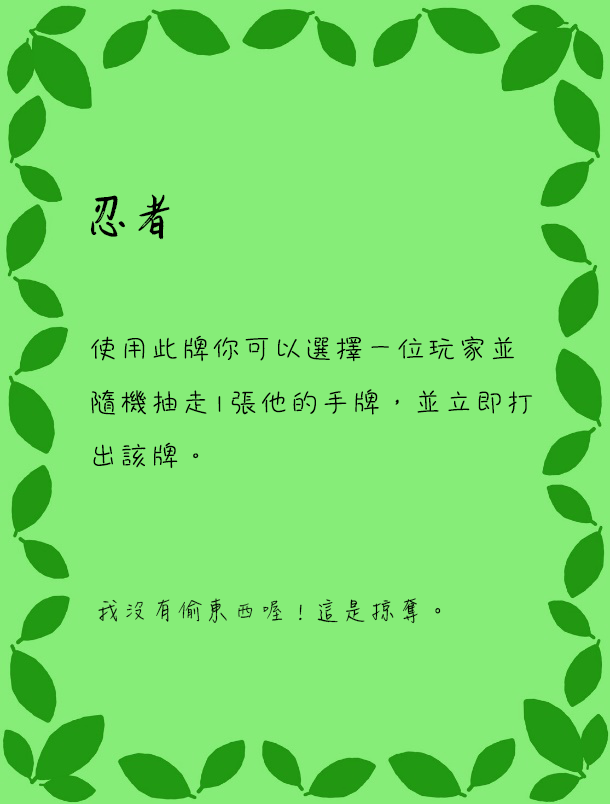 忍者
使用此牌你可以選擇一位玩家並
隨機抽走1張他的手牌，並立即打
出該牌。
我沒有偷東西喔！這是掠奪。